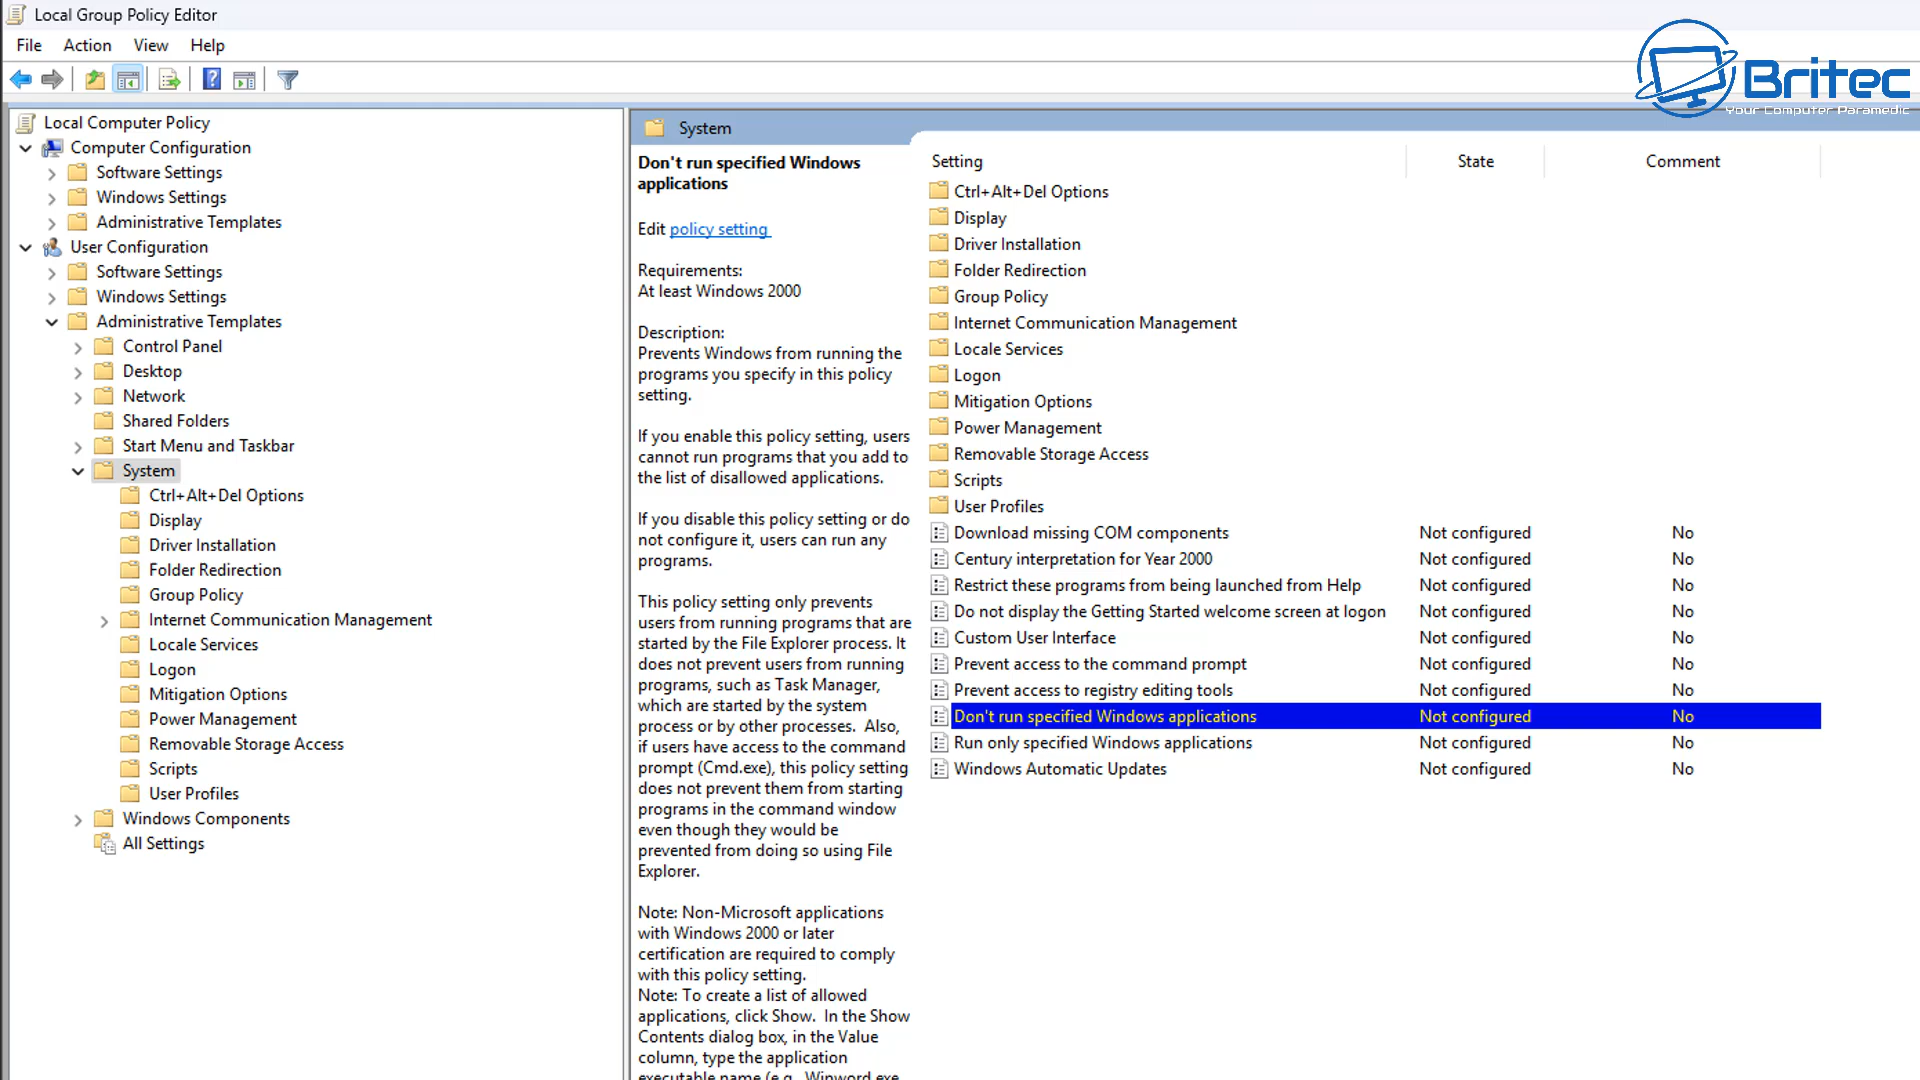 Local Group Policy Editor
File Action View Help
Britec
Your Computer Paramedic
Local Computer Policy
Computer Configuration
Software Settings
Windows Settings
Administrative Templates
User Configuration
Software Settings
Windows Settings
Administrative Templates
Control Panel
Desktop
Network
Shared Folders
Start Menu and Taskbar
System
Ctrl+Alt+Del Options
Display
Driver Installation
Folder Redirection
Group Policy
Internet Communication Management
Locale Services
Logon
Mitigation Options
Power Management
Removable Storage Access
Scripts
User Profiles
Windows Components
All Settings
System
Don't run specified Windows
applications
Edit policy setting
Requirements:
At least Windows 2000
Description:
Prevents Windows from running the
programs you specify in this policy
setting.
If you enable this policy setting, users
cannot run programs that you add to
the list of disallowed applications.
If you disable this policy setting or do
not configure it, users can run any
programs.
This policy setting only prevents
users from running programs that are
started by the File Explorer process. It
does not prevent users from running
programs, such as Task Manager,
which are started by the system
process or by other processes.  Also,
if users have access to the command
prompt (Cmd.exe), this policy setting
does not prevent them from starting
programs in the command window
even though they would be
prevented from doing so using File
Explorer.
Note: Non-Microsoft applications
with Windows 2000 or later
certification are required to comply
with this policy setting.
Note: To create a list of allowed
applications, click Show.  In the Show
Contents dialog box, in the Value
column, type the application
executable name (e.g., Winword.exe,
Setting State Comment
Ctrl+Alt+Del Options
Display
Driver Installation
Folder Redirection
Group Policy
Internet Communication Management
Locale Services
Logon
Mitigation Options
Power Management
Removable Storage Access
Scripts
User Profiles
Download missing COM components Not configured No
Century interpretation for Year 2000 Not configured No
Restrict these programs from being launched from Help Not configured No
Do not display the Getting Started welcome screen at logon Not configured No
Custom User Interface Not configured No
Prevent access to the command prompt Not configured No
Prevent access to registry editing tools Not configured No
Don't run specified Windows applications Not configured No
Run only specified Windows applications Not configured No
Windows Automatic Updates Not configured No